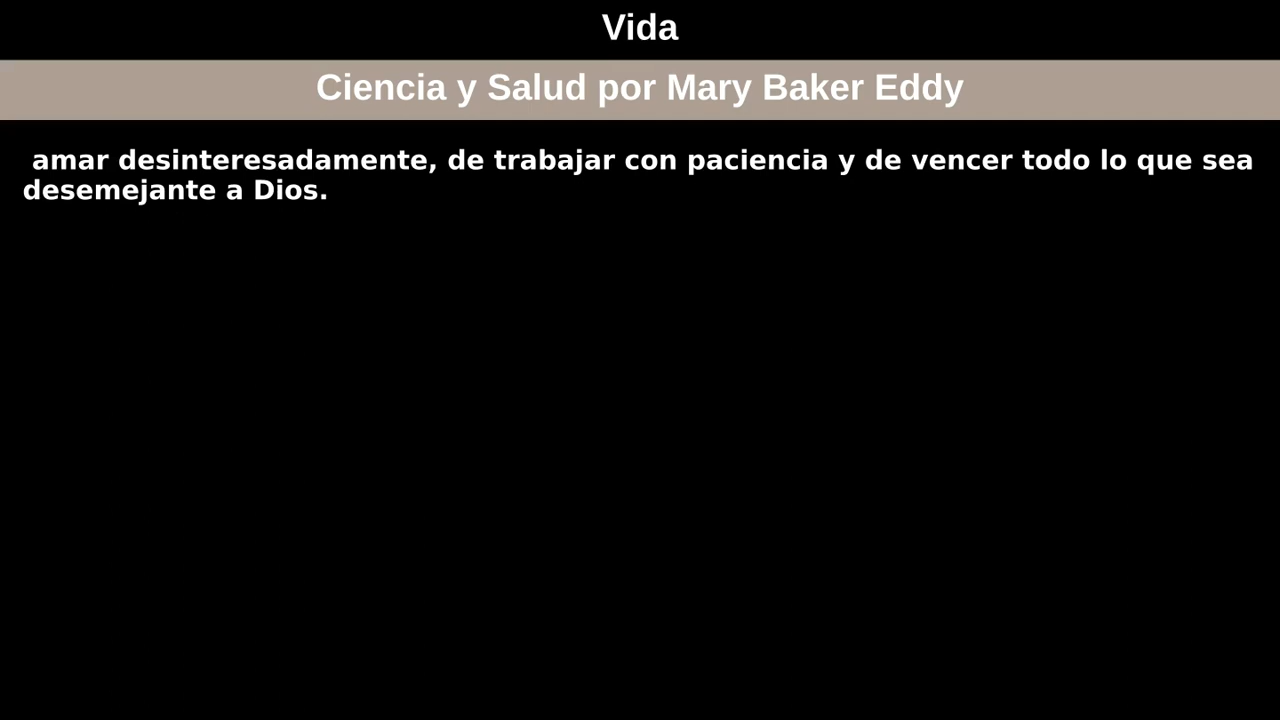 Vida
Ciencia y Salud por Mary Baker Eddy
amar desinteresadamente, de trabajar con paciencia y de vencer todo lo que sea
desemejante a Dios.